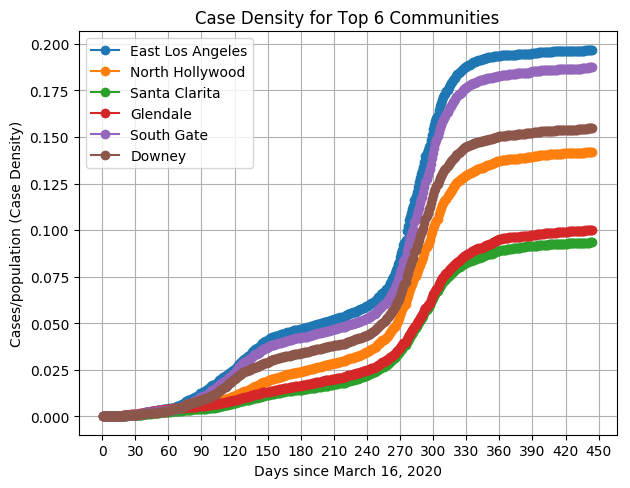 Case Density for Top 6 Communities
Cases/population (Case Density)
0.200
0.175
0.150
0.125
0.100
0.075
0.050
0.025
0.000
East Los Angeles
North Hollywood
Santa Clarita
Glendale
South Gate
Downey
0 30 60 90 120 150 180 210 240 270 300 330 360 390 420 450
Days since March 16, 2020